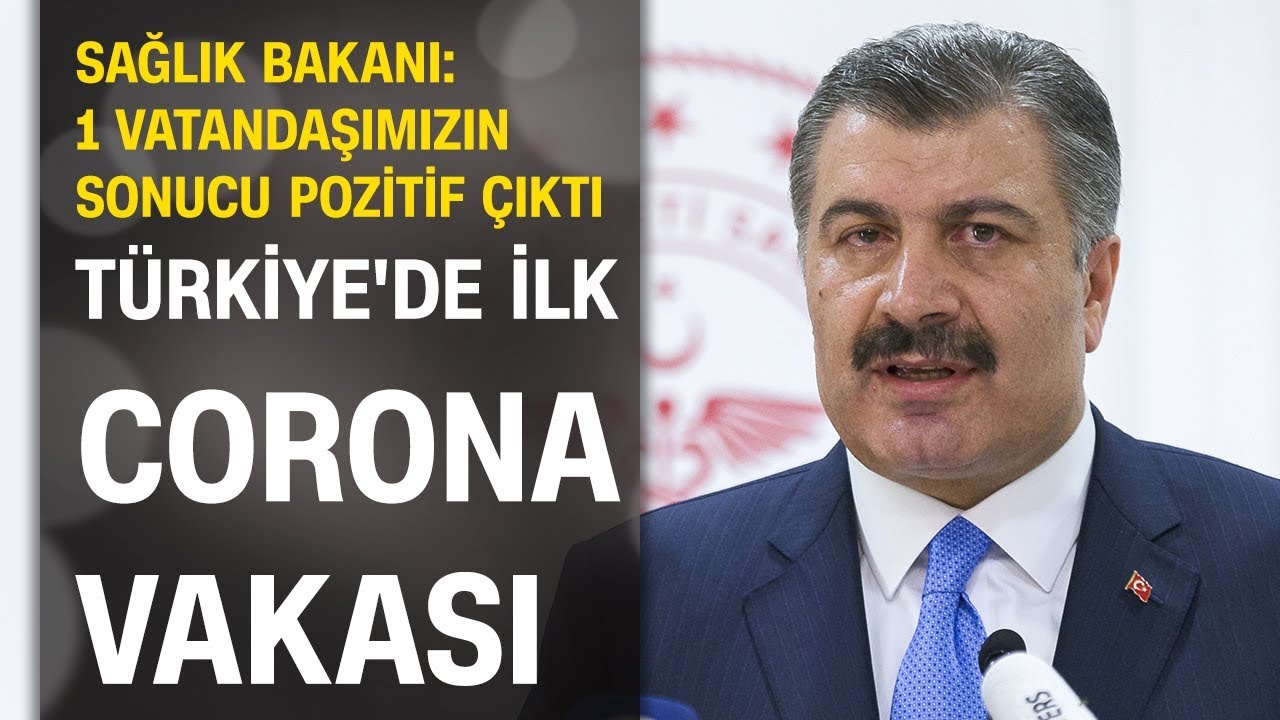 SAĞLIK BAKANI:
1 VATANDAŞIMIZIN
SONUCU POZİTİF ÇIKTI
TÜRKİYE'DE İLK
CORONA
VAKASI